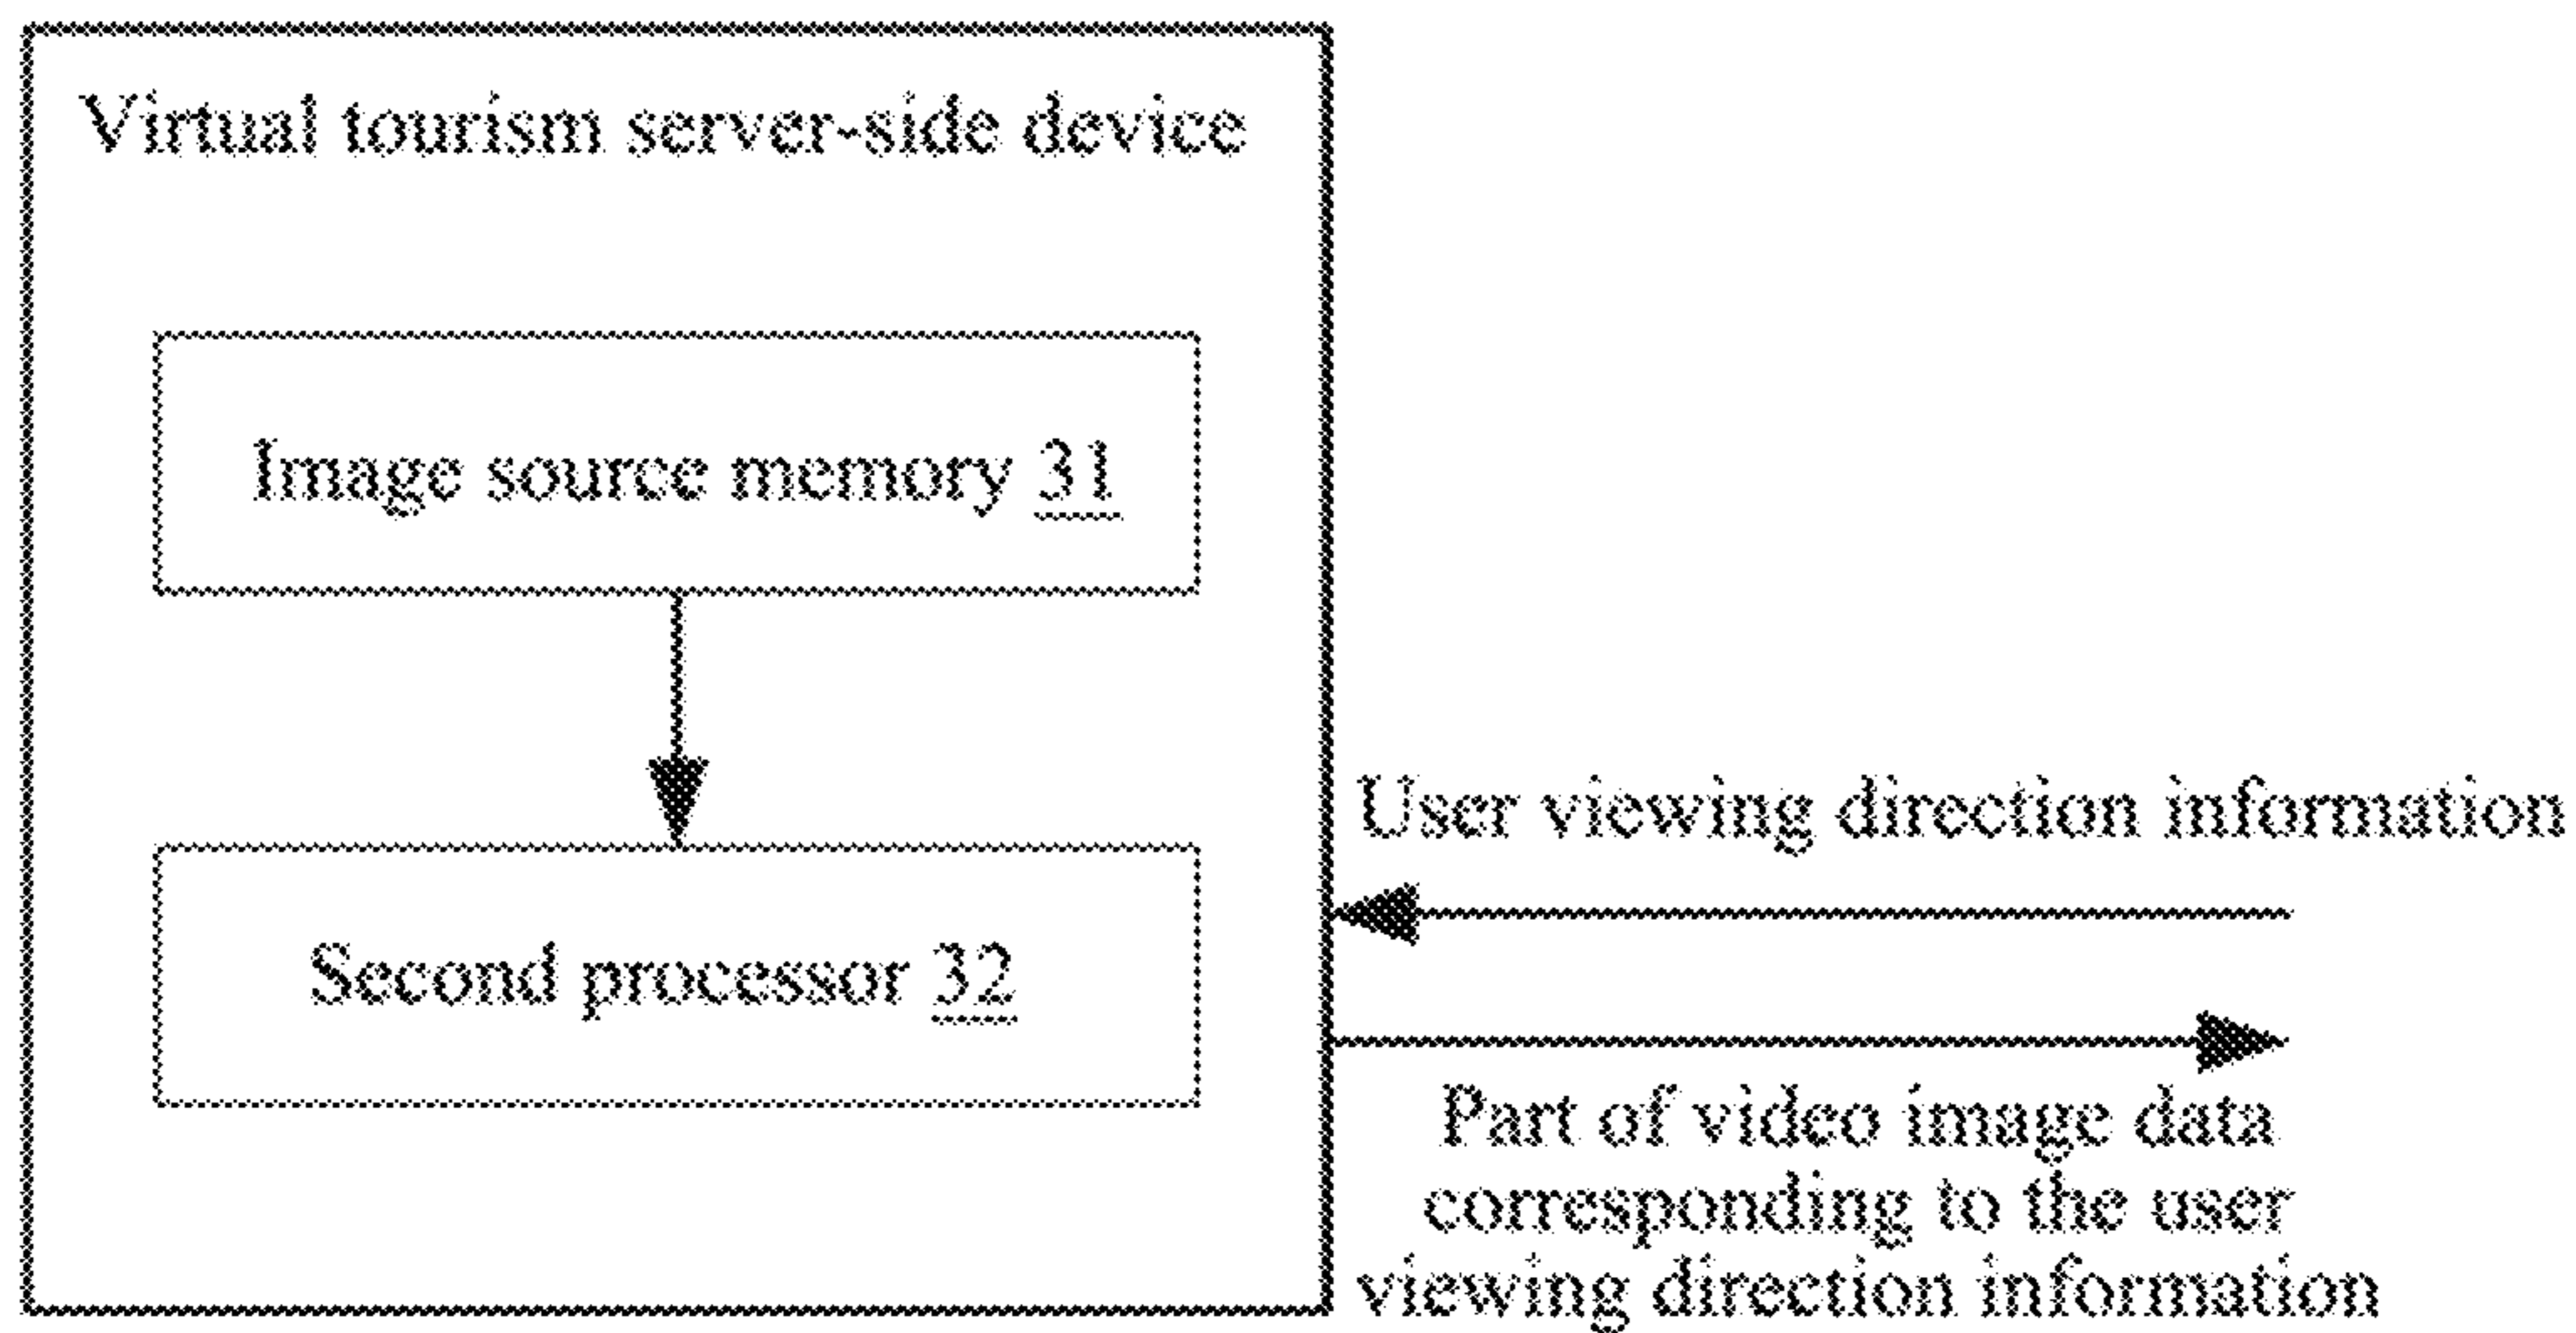 Virtual tourism server-side device
Image source memory 31
Second processor 32
User viewing direction information
Part of video image data
corresponding to the user
viewing direction information